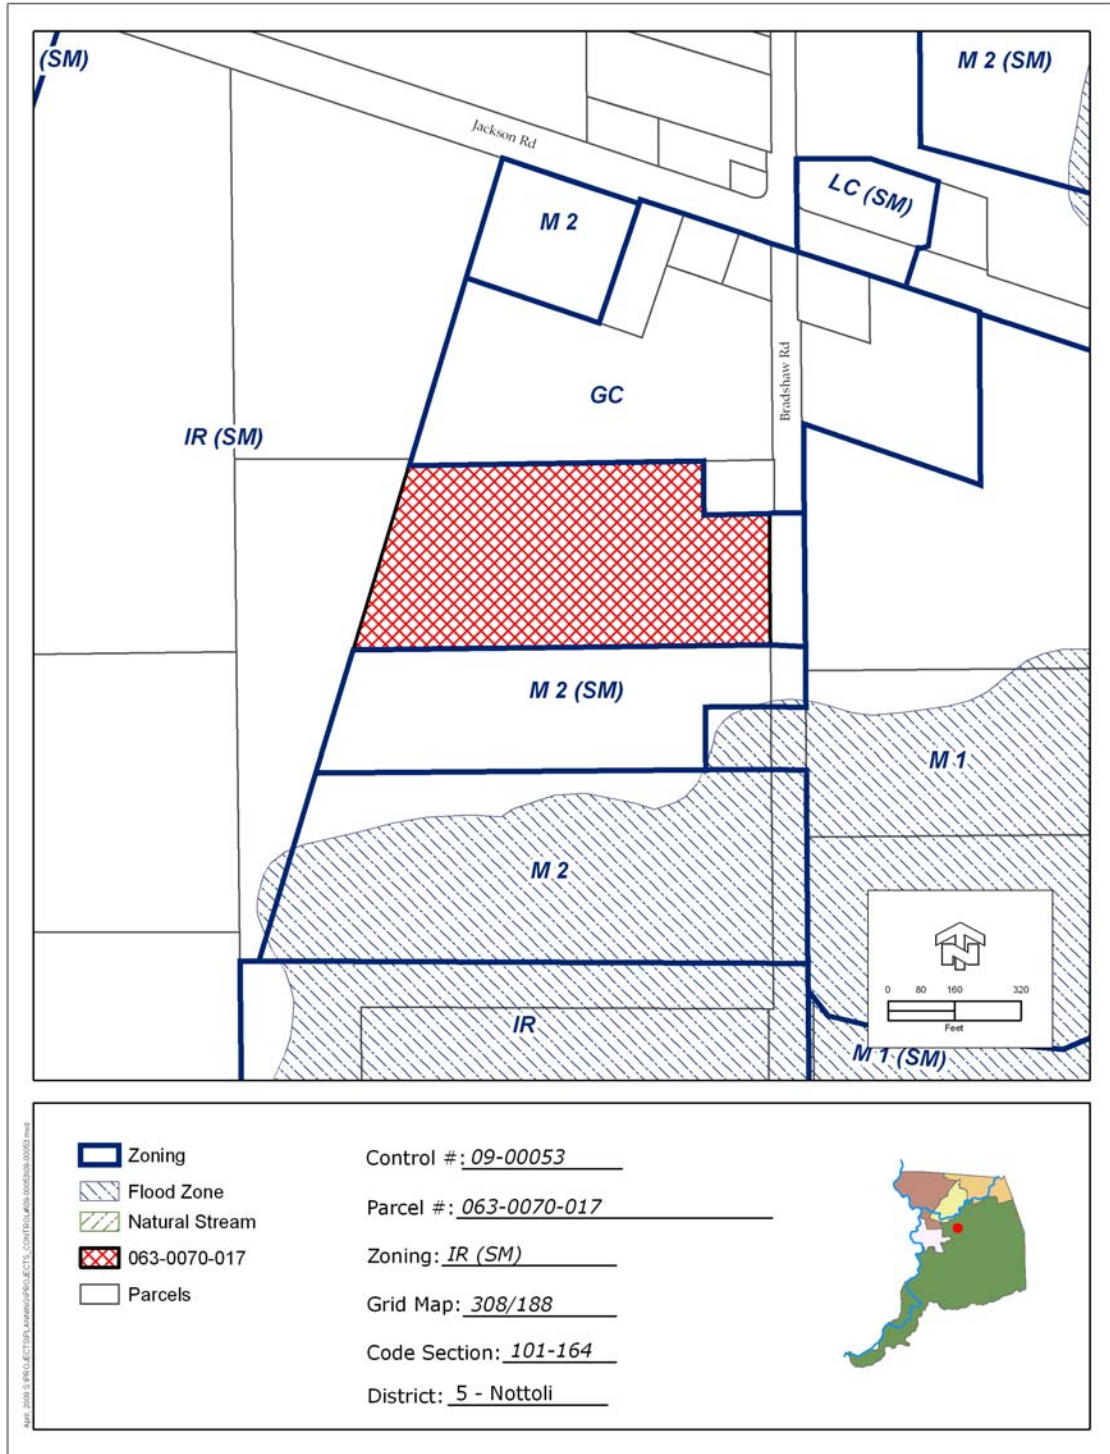 (SM)
M 2 (SM)
Jackson Rd
LC (SM)
M 2
Bradshaw Rd
GC
IR (SM)
M 2 (SM)
M 1
M 2
N
0 80 160 320
Feet
IR
M 1 (SM)
Zoning
Flood Zone
Natural Stream
063-0070-017
Parcels
Control #: 09-00053
Parcel #: 063-0070-017
Zoning: IR (SM)
Grid Map: 308/188
Code Section: 101-164
District: 5 - Nottoli